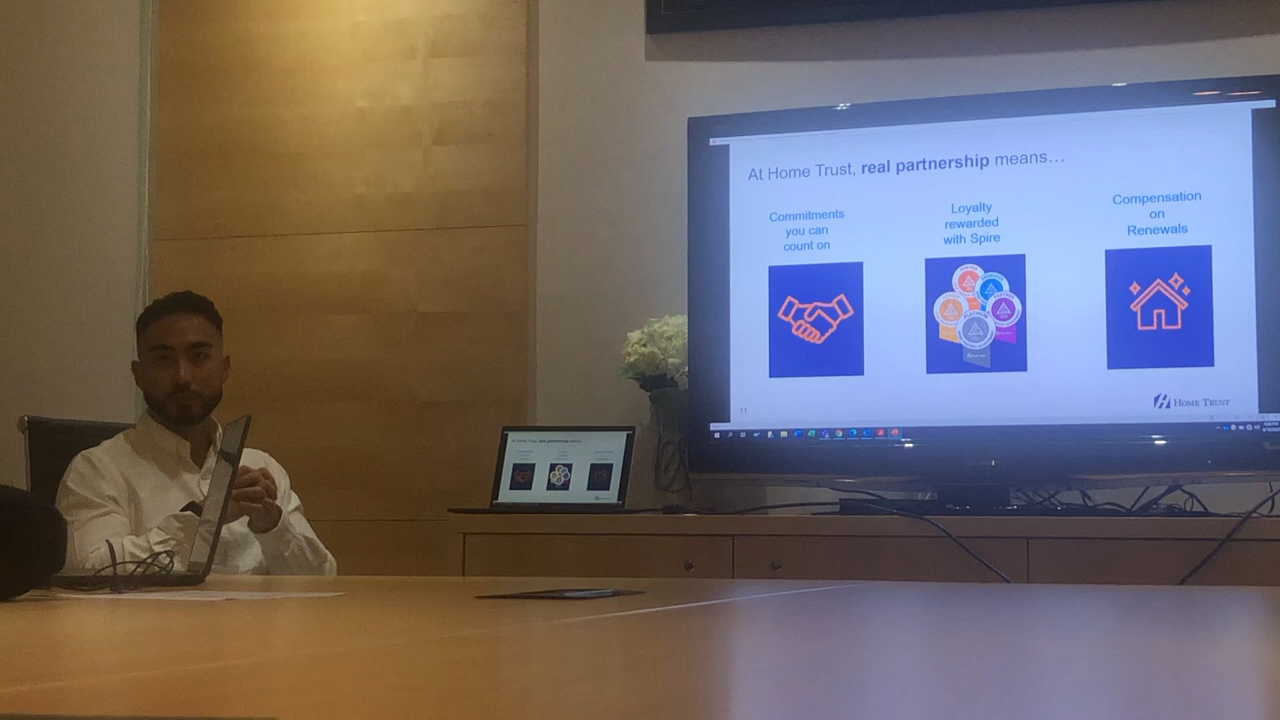 At Home Trust, real partnership means…
Commitments
you can
count on
Loyalty
rewarded
with Spire
Compensation
on
Renewals
11
HOME TRUST